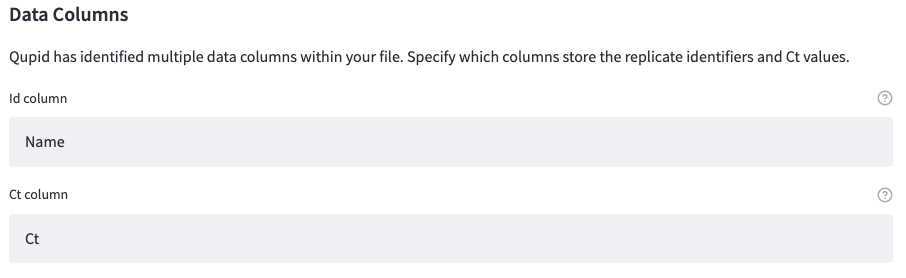 Data Columns
Qupid has identified multiple data columns within your file. Specify which columns store the replicate identifiers and Ct values.
Id column
Name
Ct column
Ct